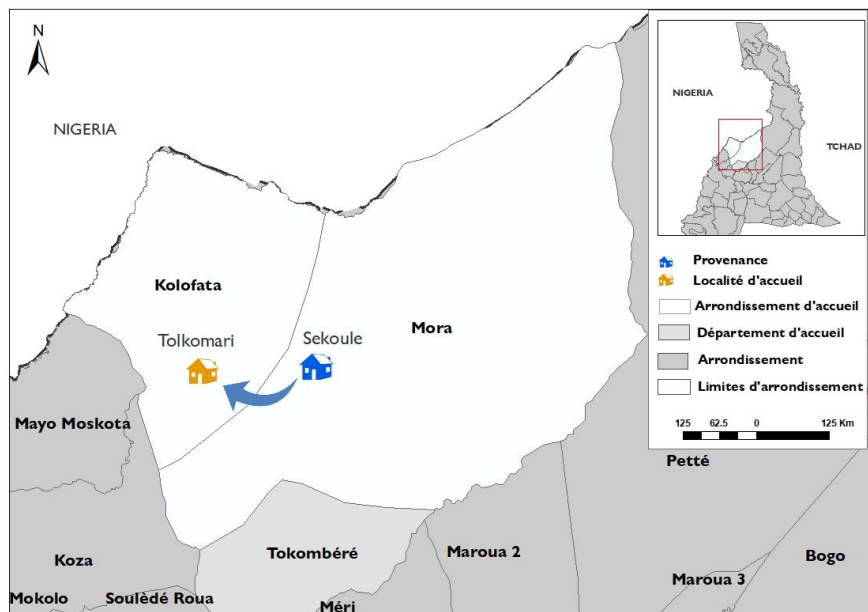 N
NIGERIA
Kolofata
Tolkomari
Sekoule
Mora
Mayo Moskota
Koza
Mokolo
Soulèdé Roua
Tokombéré
Méri
Maroua 2
Petté
Maroua 3
Bogo
NIGERIA
TCHAD
Provenance
Localité d'accueil
Arrondissement d'accueil
Département d'accueil
Arrondissement
Limites d'arrondissement
125 62.5 0 125 Km